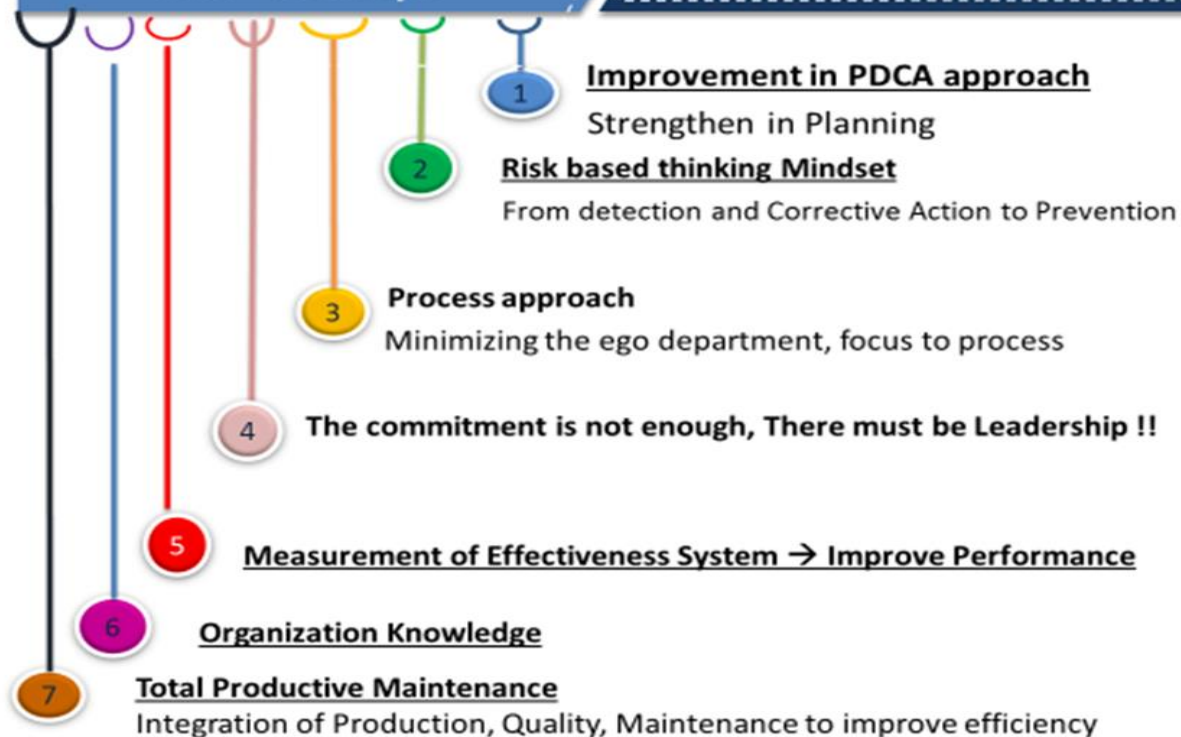 1
Improvement in PDCA approach
Strengthen in Planning
2
Risk based thinking Mindset
From detection and Corrective Action to Prevention
3
Process approach
Minimizing the ego department, focus to process
4
The commitment is not enough, There must be Leadership !!
5
Measurement of Effectiveness System → Improve Performance
6
Organization Knowledge
7
Total Productive Maintenance
Integration of Production, Quality, Maintenance to improve efficiency